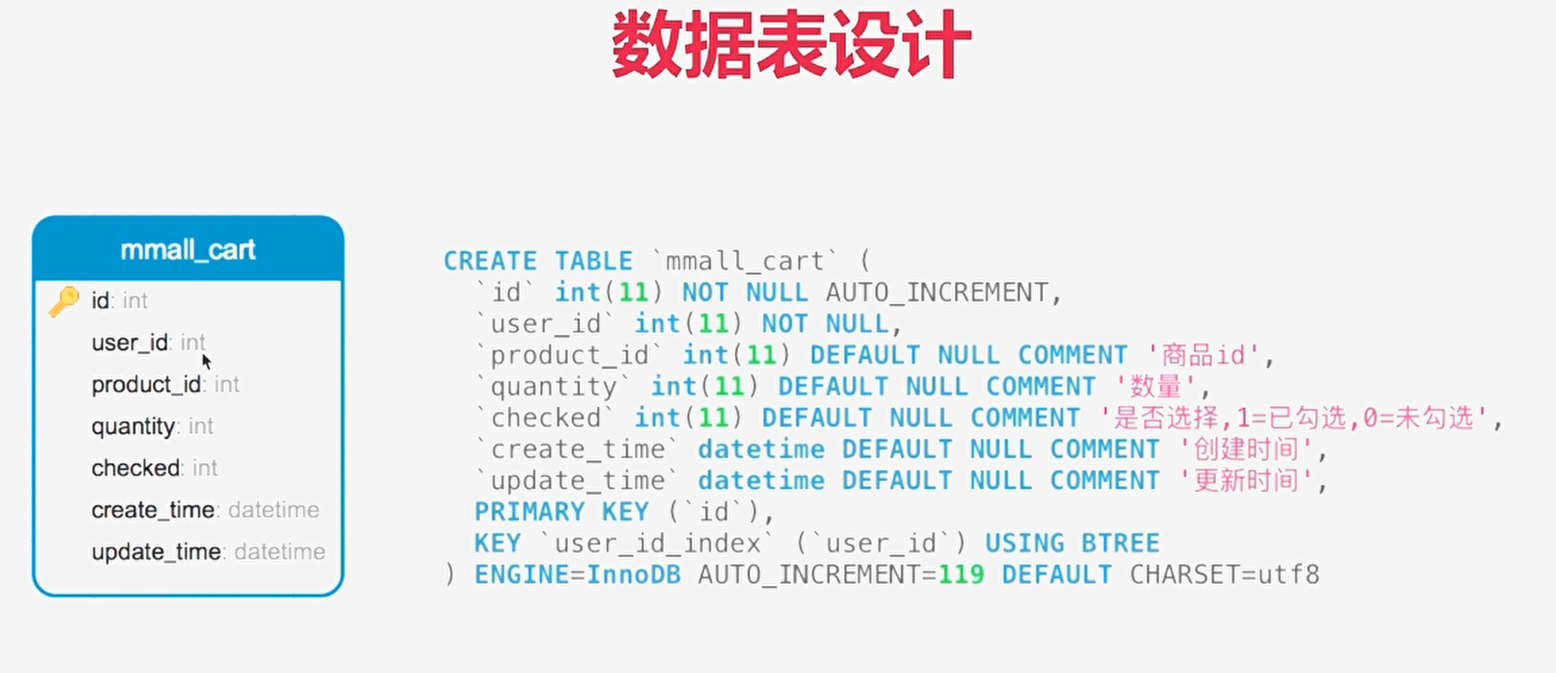 数据表设计
mmall_cart
id: int
user_id: int
product_id: int
quantity: int
checked: int
create_time: datetime
update_time: datetime
CREATE TABLE `mmall_cart` (
`id` int(11) NOT NULL AUTO_INCREMENT,
`user_id` int(11) NOT NULL,
`product_id` int(11) DEFAULT NULL COMMENT '商品id',
`quantity` int(11) DEFAULT NULL COMMENT '数量',
`checked` int(11) DEFAULT NULL COMMENT '是否选择,1=已勾选,0=未勾选',
`create_time` datetime DEFAULT NULL COMMENT '创建时间',
`update_time` datetime DEFAULT NULL COMMENT '更新时间',
PRIMARY KEY (`id`),
KEY `user_id_index` (`user_id`) USING BTREE
) ENGINE=InnoDB AUTO_INCREMENT=119 DEFAULT CHARSET=utf8